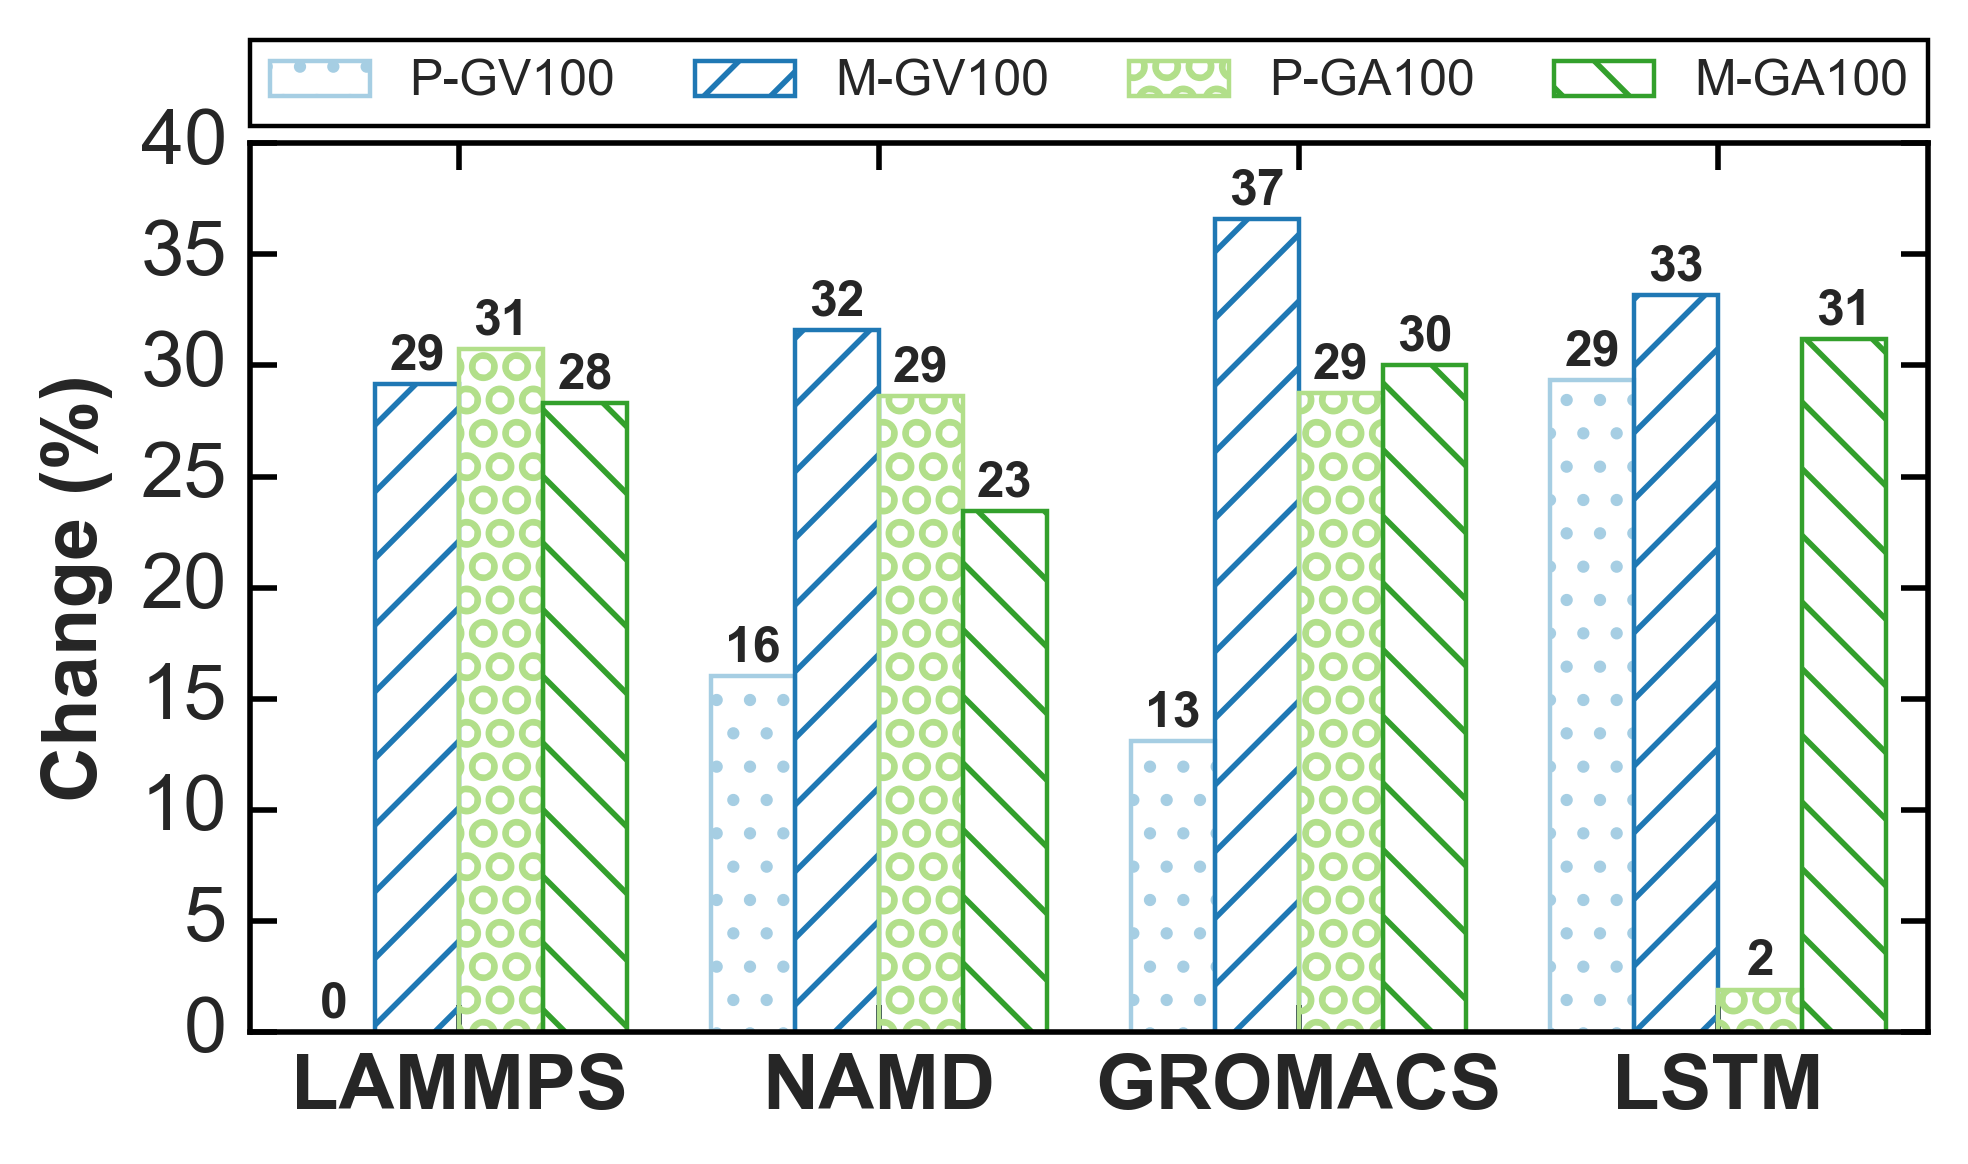 P-GV100 M-GV100 P-GA100 M-GA100
Change (%)
40
35
30
25
20
15
10
5
0
0 29 31 28
16 32 29 23
13 37 29 30
29 33 2 31
LAMMPS NAMD GROMACS LSTM